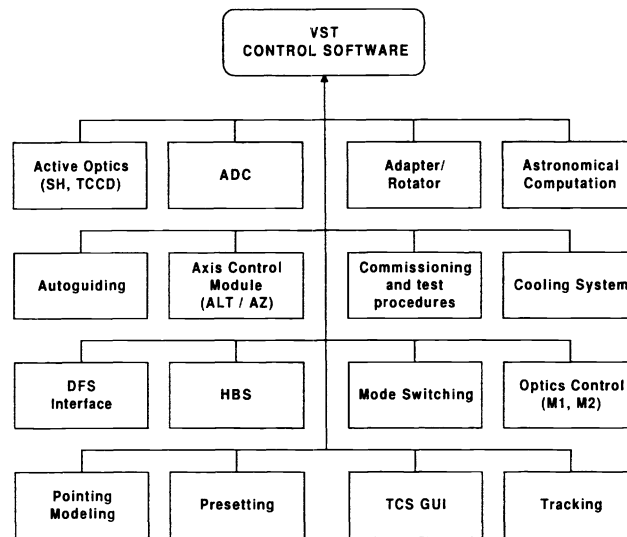 VST
CONTROL SOFTWARE
Active Optics
(SH, TCCD)
ADC
Adapter/
Rotator
Astronomical
Computation
Autoguiding
Axis Control
Module
(ALT / AZ)
Commissioning
and test
procedures
Cooling System
DFS
Interface
HBS
Mode Switching
Optics Control
(M1, M2)
Pointing
Modeling
Presetting
TCS GUI
Tracking